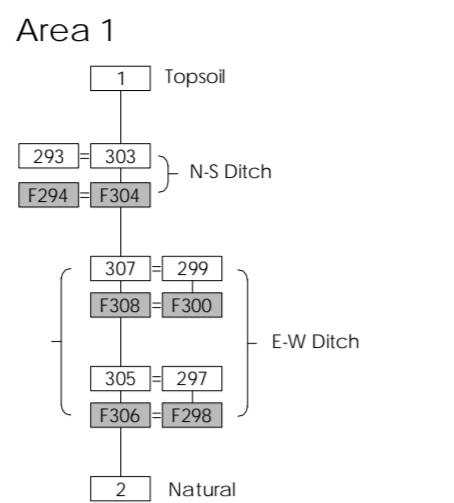 Area 1
1 Topsoil
293 = 303
N-S Ditch
F294 = F304
307 = 299
F308 = F300
E-W Ditch
305 = 297
F306 = F298
2 Natural